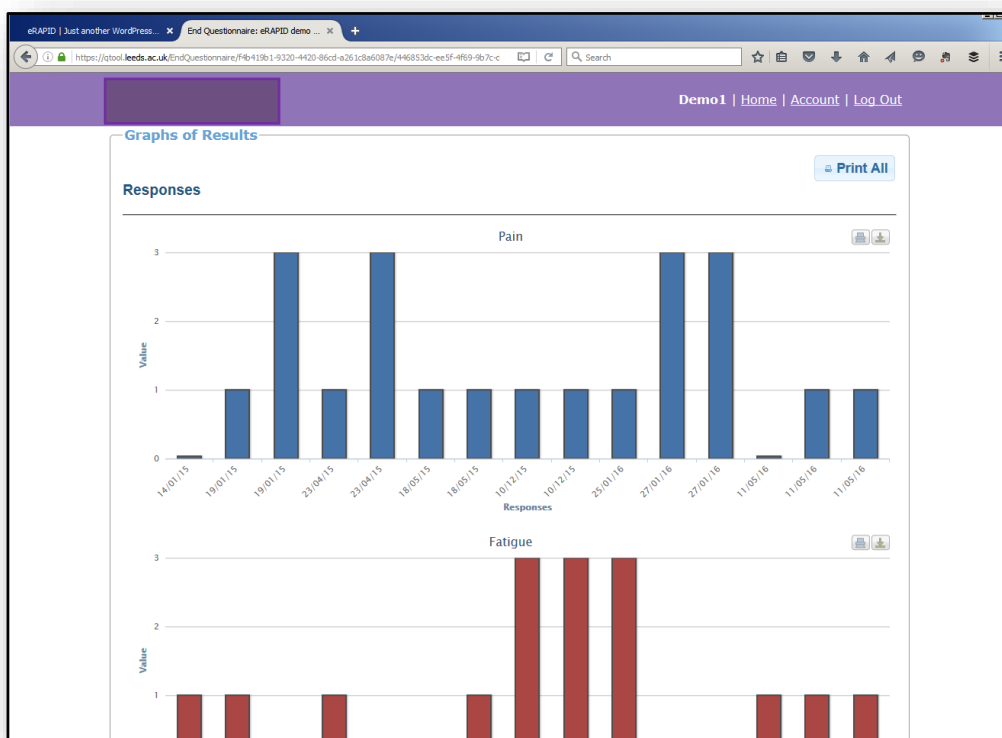 eRAPID | Just another WordPress...
End Questionnaire: eRAPID demo ...
https://qtool.leeds.ac.uk/EndQuestionnaire/f4b419b1-9320-4420-86cd-a261c8a6087e/446853dc-ee5f-4f69-9b7c-c
Search
Demo1 | Home | Account | Log Out
Graphs of Results
Print All
Responses
Pain
3
2
1
0
Value
14/01/15 19/01/15 19/01/15 23/04/15 23/04/15 18/05/15 18/05/15 10/12/15 10/12/15 25/01/16 27/01/16 27/01/16 11/05/16 11/05/16 11/05/16
Responses
Fatigue
3
2
1
Value